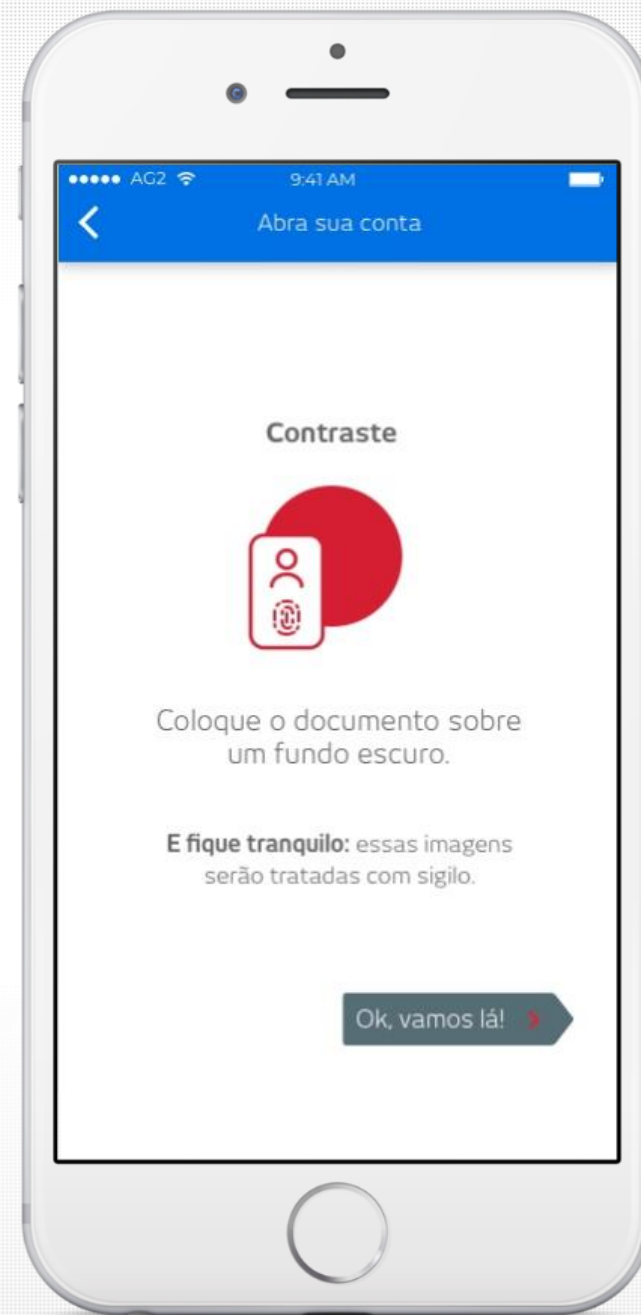 AG2
9:41 AM
Abra sua conta
Contraste
Coloque o documento sobre
um fundo escuro.
E fique tranquilo: essas imagens
serão tratadas com sigilo.
Ok, vamos lá!